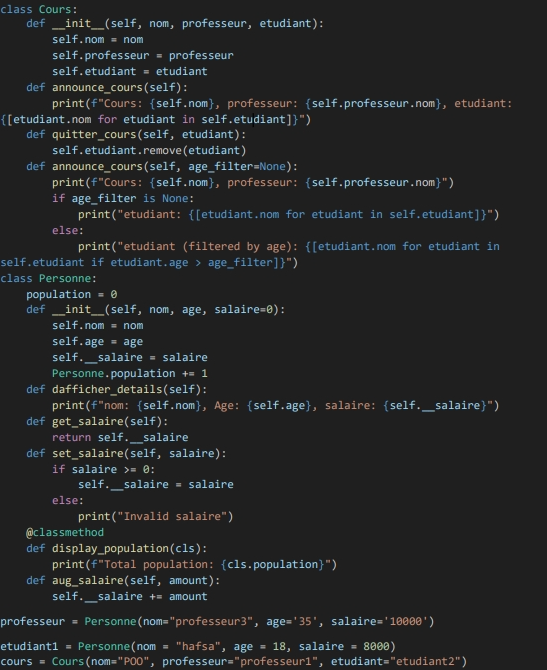 class Cours:
    def __init__(self, nom, professeur, etudiant):
        self.nom = nom
        self.professeur = professeur
        self.etudiant = etudiant
    def announce_cours(self):
        print(f"Cours: {self.nom}, professeur: {self.professeur.nom}, etudiant:
{[etudiant.nom for etudiant in self.etudiant]}")
    def quitter_cours(self, etudiant):
        self.etudiant.remove(etudiant)
    def announce_cours(self, age_filter=None):
        print(f"Cours: {self.nom}, professeur: {self.professeur.nom}")
        if age_filter is None:
            print("etudiant: {[etudiant.nom for etudiant in self.etudiant]}")
        else:
            print("etudiant (filtered by age): {[etudiant.nom for etudiant in
self.etudiant if etudiant.age > age_filter]}")
class Personne:
    population = 0
    def __init__(self, nom, age, salaire=0):
        self.nom = nom
        self.age = age
        self.__salaire = salaire
        Personne.population += 1
    def dafficher_details(self):
        print(f"nom: {self.nom}, Age: {self.age}, salaire: {self.__salaire}")
    def get_salaire(self):
        return self.__salaire
    def set_salaire(self, salaire):
        if salaire >= 0:
            self.__salaire = salaire
        else:
            print("Invalid salaire")
    @classmethod
    def display_population(cls):
        print(f"Total population: {cls.population}")
    def aug_salaire(self, amount):
        self.__salaire += amount
professeur = Personne(nom="professeur3", age='35', salaire='10000')
etudiant1 = Personne(nom = "hafsa", age = 18, salaire = 8000)
cours = Cours(nom="POO", professeur="professeur1", etudiant="etudiant2")